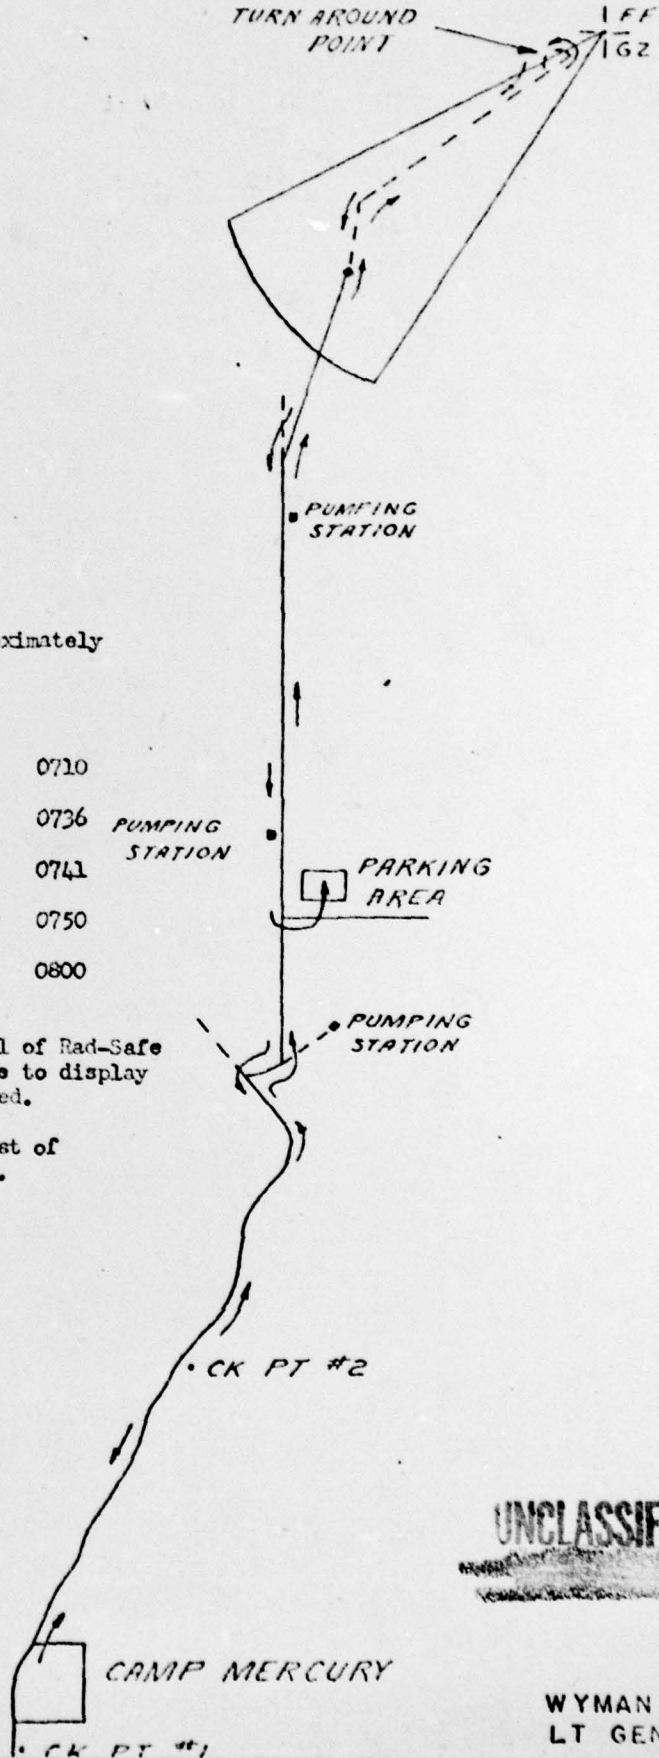 TURN AROUND
POINT
FF
GZ
PUMPING
STATION
ximately
0710
0736
0741
0750
0800
PUMPING
STATION
PARKING
AREA
PUMPING
STATION
l of Rad-Safe
e to display
ed.
st of
.
CK PT #2
UNCLASSIF
CAMP MERCURY
WYMAN
LT GEN
CK PT #1